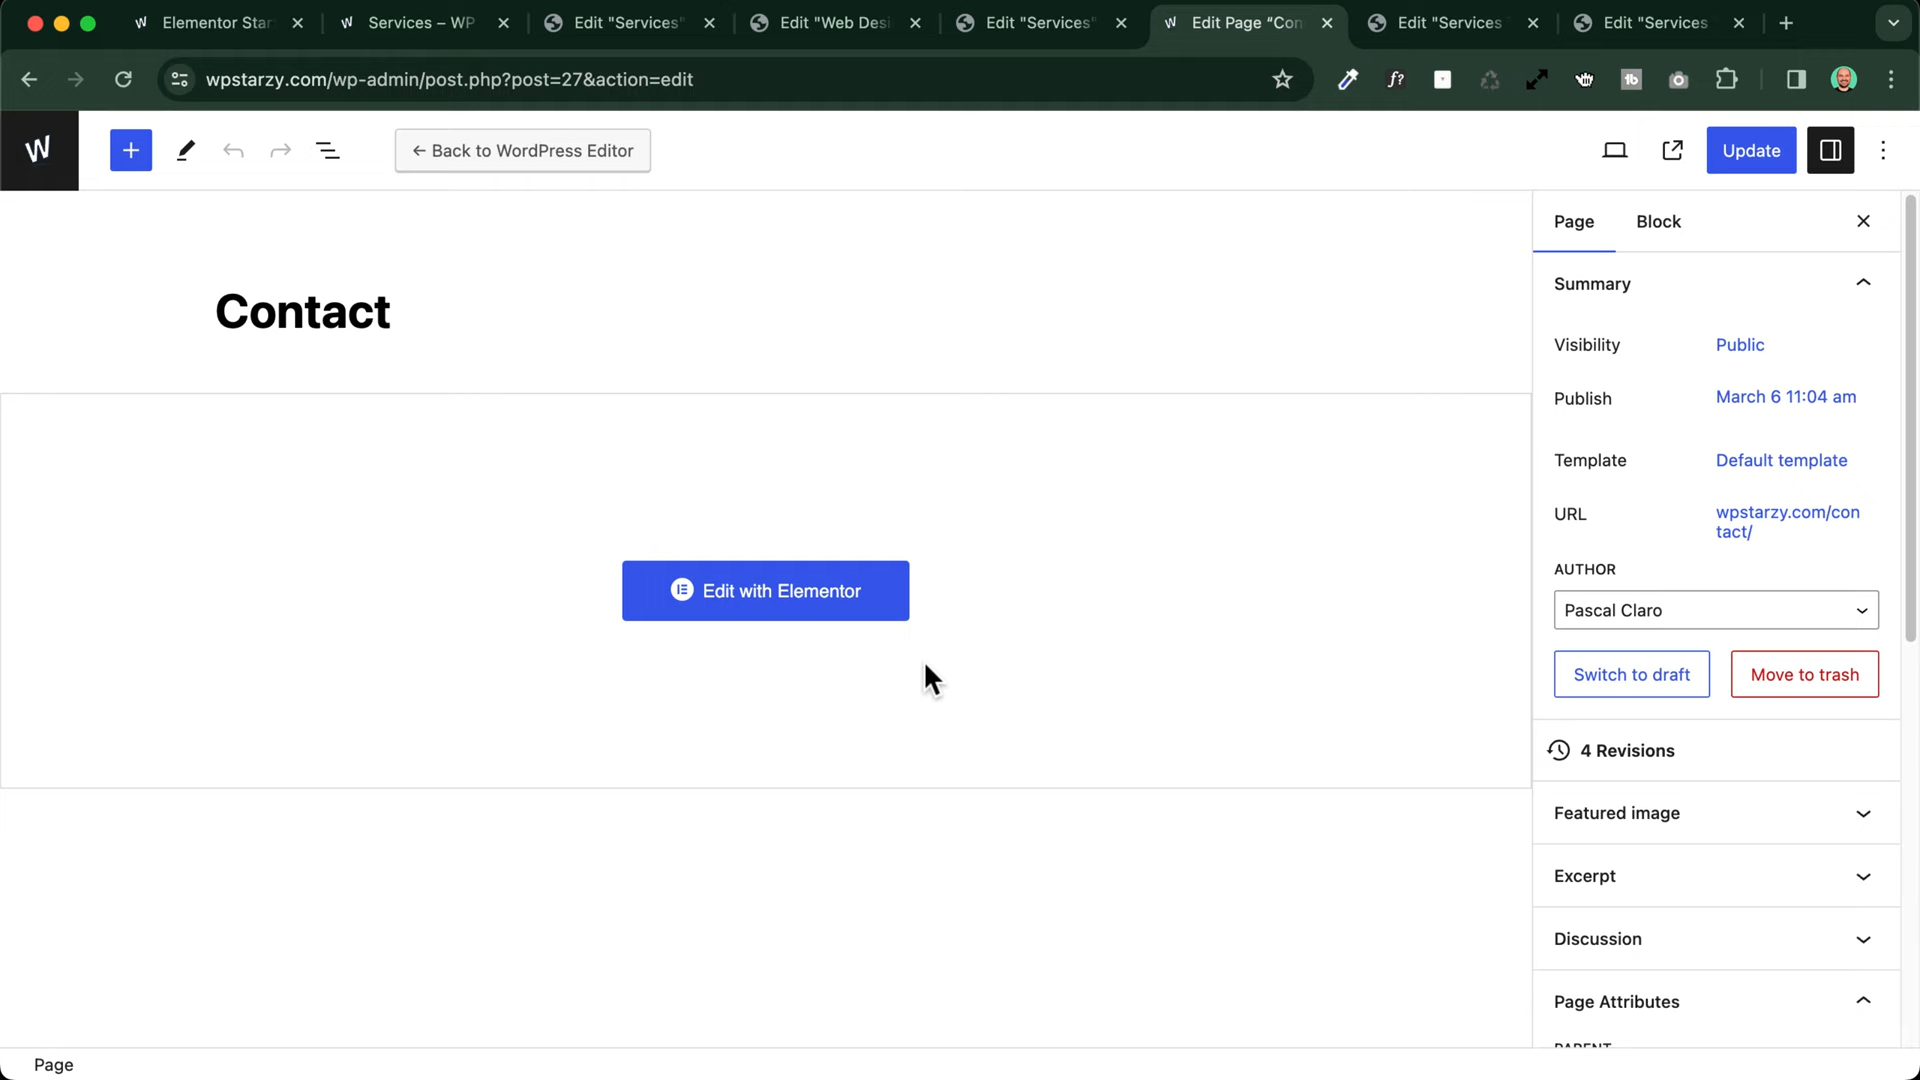 Elementor Star
Services – WP
Edit "Services"
Edit "Web Desi
Edit "Services"
Edit Page “Con
Edit "Services
Edit "Services
wpstarzy.com/wp-admin/post.php?post=27&action=edit
f?
W
+
← Back to WordPress Editor
Update
Page
Block
Contact
Summary
Visibility
Public
Publish
March 6 11:04 am
Template
Default template
URL
wpstarzy.com/con
tact/
AUTHOR
Pascal Claro
Edit with Elementor
Switch to draft
Move to trash
4 Revisions
Featured image
Excerpt
Discussion
Page Attributes
PARENT
Page